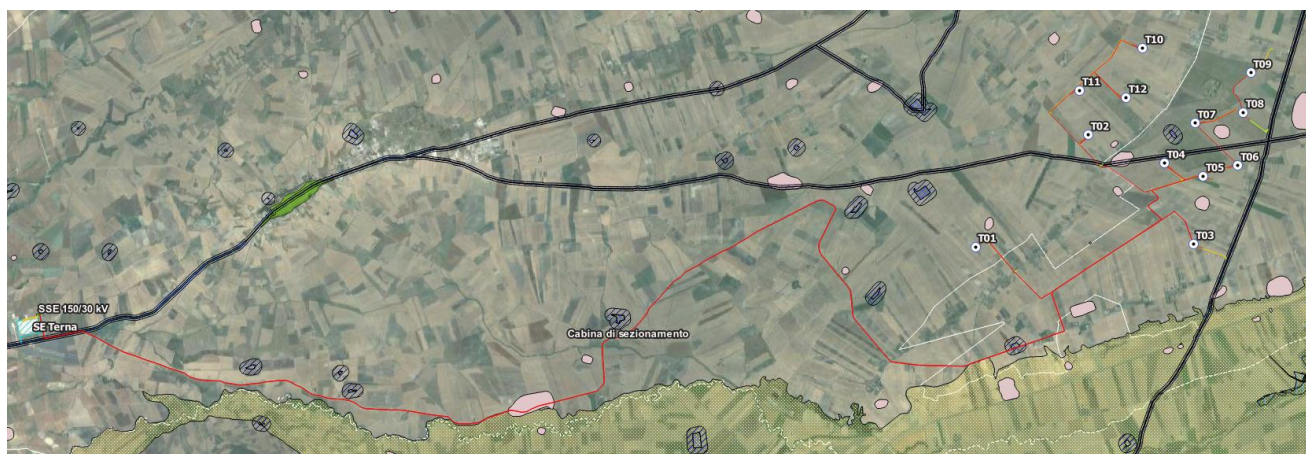 T10
T09
T11
T12
T08
T07
T02
T04
T06
T05
T03
T01
SSE 150/30 kV
SE Terna
Cabina di sezionamento